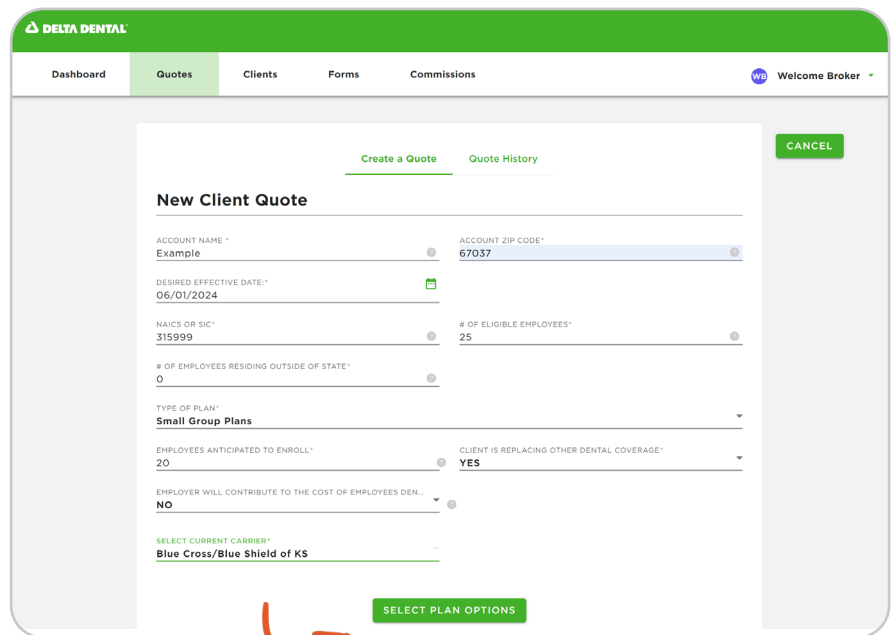 DELTA DENTAL
Dashboard Quotes Clients Forms Commissions WB Welcome Broker
CANCEL
Create a Quote Quote History
New Client Quote
ACCOUNT NAME * ACCOUNT ZIP CODE*
Example ? 67037 ?
DESIRED EFFECTIVE DATE:*
06/01/2024
NAICS OR SIC* # OF ELIGIBLE EMPLOYEES*
315999 ? 25 ?
# OF EMPLOYEES RESIDING OUTSIDE OF STATE*
0 ?
TYPE OF PLAN*
Small Group Plans
EMPLOYEES ANTICIPATED TO ENROLL* CLIENT IS REPLACING OTHER DENTAL COVERAGE*
20 ? YES
EMPLOYER WILL CONTRIBUTE TO THE COST OF EMPLOYEES DEN...
NO ?
SELECT CURRENT CARRIER*
Blue Cross/Blue Shield of KS
SELECT PLAN OPTIONS